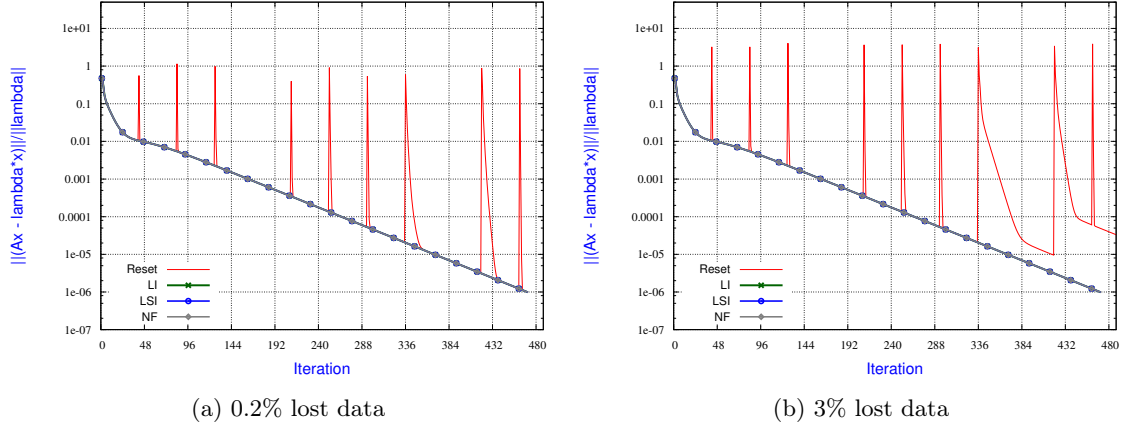 ||(Ax - lambda*x)||/||lambda||
1e+01
1
0.1
0.01
0.001
0.0001
1e-05
1e-06
1e-07
Reset
LI
LSI
NF
0 48 96 144 192 240 288 336 384 432 480
Iteration
(a) 0.2% lost data
||(Ax - lambda*x)||/||lambda||
1e+01
1
0.1
0.01
0.001
0.0001
1e-05
1e-06
1e-07
Reset
LI
LSI
NF
0 48 96 144 192 240 288 336 384 432 480
Iteration
(b) 3% lost data